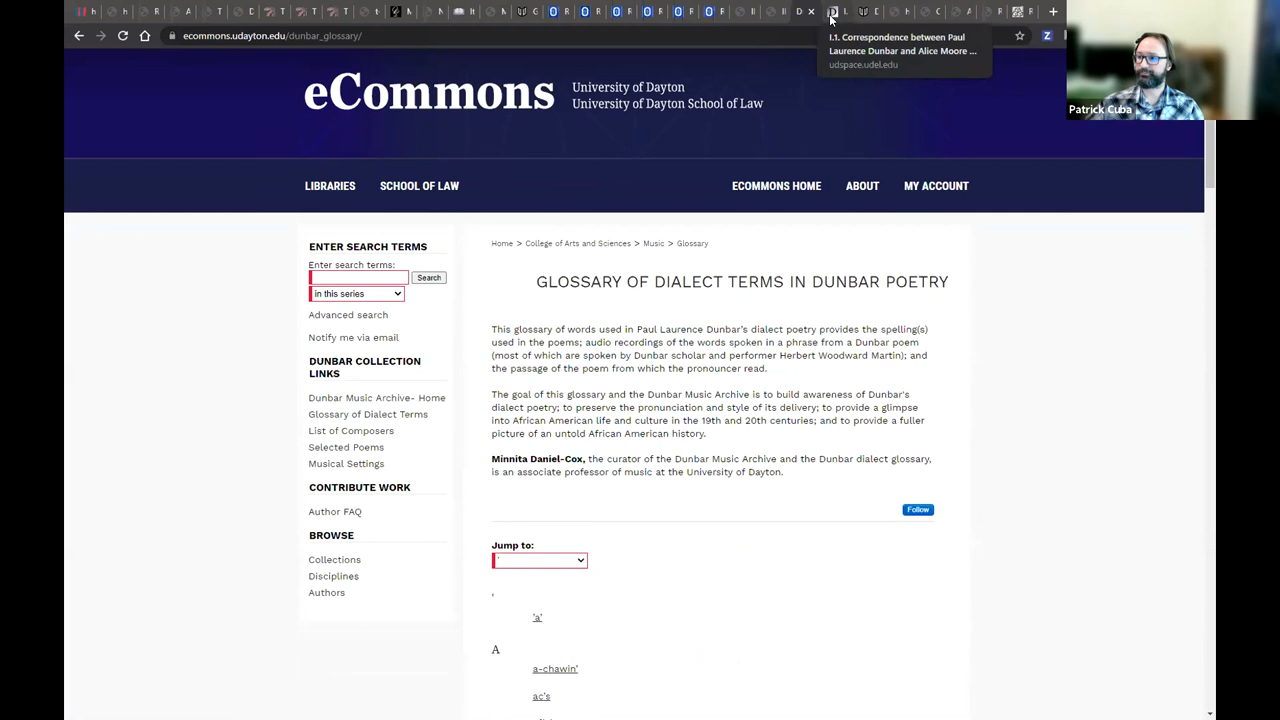 ecommons.udayton.edu/dunbar_glossary/
I.1. Correspondence between Paul
Laurence Dunbar and Alice Moore ...
udspace.udel.edu
Patrick Cuba
eCommons
University of Dayton
University of Dayton School of Law
LIBRARIES SCHOOL OF LAW ECOMMONS HOME ABOUT MY ACCOUNT
ENTER SEARCH TERMS
Enter search terms:
Search
in this series
Advanced search
Notify me via email
DUNBAR COLLECTION
LINKS
Dunbar Music Archive- Home
Glossary of Dialect Terms
List of Composers
Selected Poems
Musical Settings
CONTRIBUTE WORK
Author FAQ
BROWSE
Collections
Disciplines
Authors
Home > College of Arts and Sciences > Music > Glossary
GLOSSARY OF DIALECT TERMS IN DUNBAR POETRY
This glossary of words used in Paul Laurence Dunbar's dialect poetry provides the spelling(s)
used in the poems; audio recordings of the words spoken in a phrase from a Dunbar poem
(most of which are spoken by Dunbar scholar and performer Herbert Woodward Martin); and
the passage of the poem from which the pronouncer read.
The goal of this glossary and the Dunbar Music Archive is to build awareness of Dunbar's
dialect poetry; to preserve the pronunciation and style of its delivery; to provide a glimpse
into African American life and culture in the 19th and 20th centuries; and to provide a fuller
picture of an untold African American history.
Minnita Daniel-Cox, the curator of the Dunbar Music Archive and the Dunbar dialect glossary,
is an associate professor of music at the University of Dayton.
Follow
Jump to:
'
'
'a'
A
a-chawin'
ac's